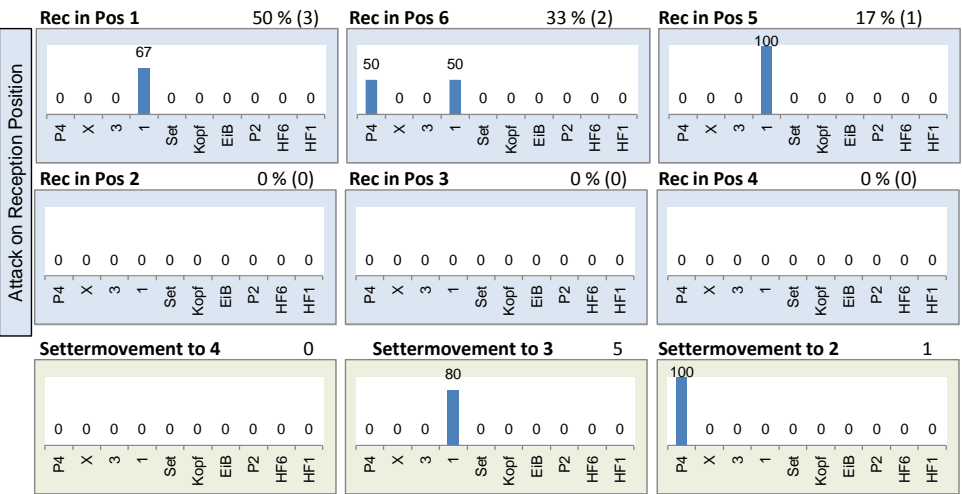 Attack on Reception Position
Rec in Pos 1 50 % (3)
67
0 0 0 0 0 0 0 0 0
P4 X 3 1 Set Kopf EiB P2 HF6 HF1
Rec in Pos 6 33 % (2)
50 50
0 0 0 0 0 0 0 0
P4 X 3 1 Set Kopf EiB P2 HF6 HF1
Rec in Pos 5 17 % (1)
100
0 0 0 0 0 0 0 0 0
P4 X 3 1 Set Kopf EiB P2 HF6 HF1
Rec in Pos 2 0 % (0)
0 0 0 0 0 0 0 0 0 0
P4 X 3 1 Set Kopf EiB P2 HF6 HF1
Rec in Pos 3 0 % (0)
0 0 0 0 0 0 0 0 0 0
P4 X 3 1 Set Kopf EiB P2 HF6 HF1
Rec in Pos 4 0 % (0)
0 0 0 0 0 0 0 0 0 0
P4 X 3 1 Set Kopf EiB P2 HF6 HF1
Settermovement to 4 0
0 0 0 0 0 0 0 0 0 0
P4 X 3 1 Set Kopf EiB P2 HF6 HF1
Settermovement to 3 5
80
0 0 0 0 0 0 0 0 0
P4 X 3 1 Set Kopf EiB P2 HF6 HF1
Settermovement to 2 1
100
0 0 0 0 0 0 0 0 0
P4 X 3 1 Set Kopf EiB P2 HF6 HF1